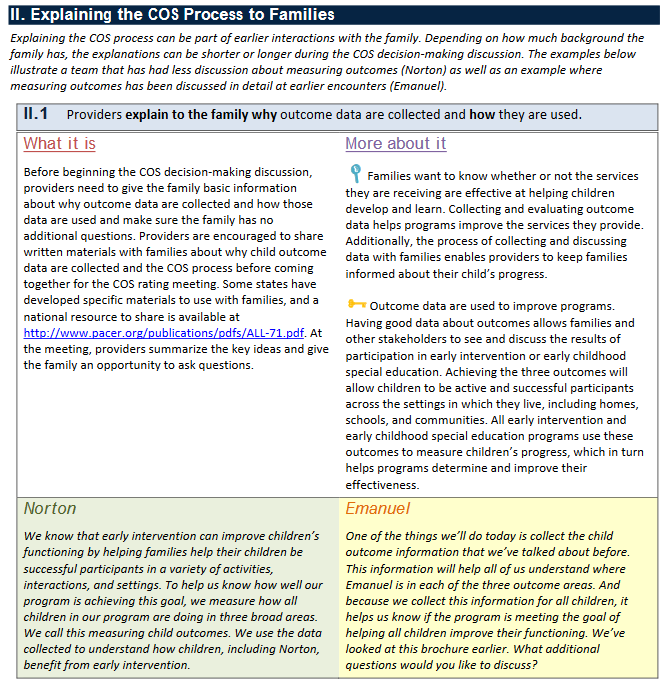 II. Explaining the COS Process to Families
Explaining the COS process can be part of earlier interactions with the family. Depending on how much background the
family has, the explanations can be shorter or longer during the COS decision-making discussion. The examples below
illustrate a team that has had less discussion about measuring outcomes (Norton) as well as an example where
measuring outcomes has been discussed in detail at earlier encounters (Emanuel).
II.1 Providers explain to the family why outcome data are collected and how they are used.
What it is
Before beginning the COS decision-making discussion,
providers need to give the family basic information
about why outcome data are collected and how those
data are used and make sure the family has no
additional questions. Providers are encouraged to share
written materials with families about why child outcome
data are collected and the COS process before coming
together for the COS rating meeting. Some states have
developed specific materials to use with families, and a
national resource to share is available at
http://www.pacer.org/publications/pdfs/ALL-71.pdf. At
the meeting, providers summarize the key ideas and give
the family an opportunity to ask questions.
More about it
Families want to know whether or not the services
they are receiving are effective at helping children
develop and learn. Collecting and evaluating outcome
data helps programs improve the services they provide.
Additionally, the process of collecting and discussing
data with families enables providers to keep families
informed about their child's progress.
Outcome data are used to improve programs.
Having good data about outcomes allows families and
other stakeholders to see and discuss the results of
participation in early intervention or early childhood
special education. Achieving the three outcomes will
allow children to be active and successful participants
across the settings in which they live, including homes,
schools, and communities. All early intervention and
early childhood special education programs use these
outcomes to measure children's progress, which in turn
helps programs determine and improve their
effectiveness.
Norton
We know that early intervention can improve children's
functioning by helping families help their children be
successful participants in a variety of activities,
interactions, and settings. To help us know how well our
program is achieving this goal, we measure how all
children in our program are doing in three broad areas.
We call this measuring child outcomes. We use the data
collected to understand how children, including Norton,
benefit from early intervention.
Emanuel
One of the things we'll do today is collect the child
outcome information that we've talked about before.
This information will help all of us understand where
Emanuel is in each of the three outcome areas. And
because we collect this information for all children, it
helps us know if the program is meeting the goal of
helping all children improve their functioning. We've
looked at this brochure earlier. What additional
questions would you like to discuss?